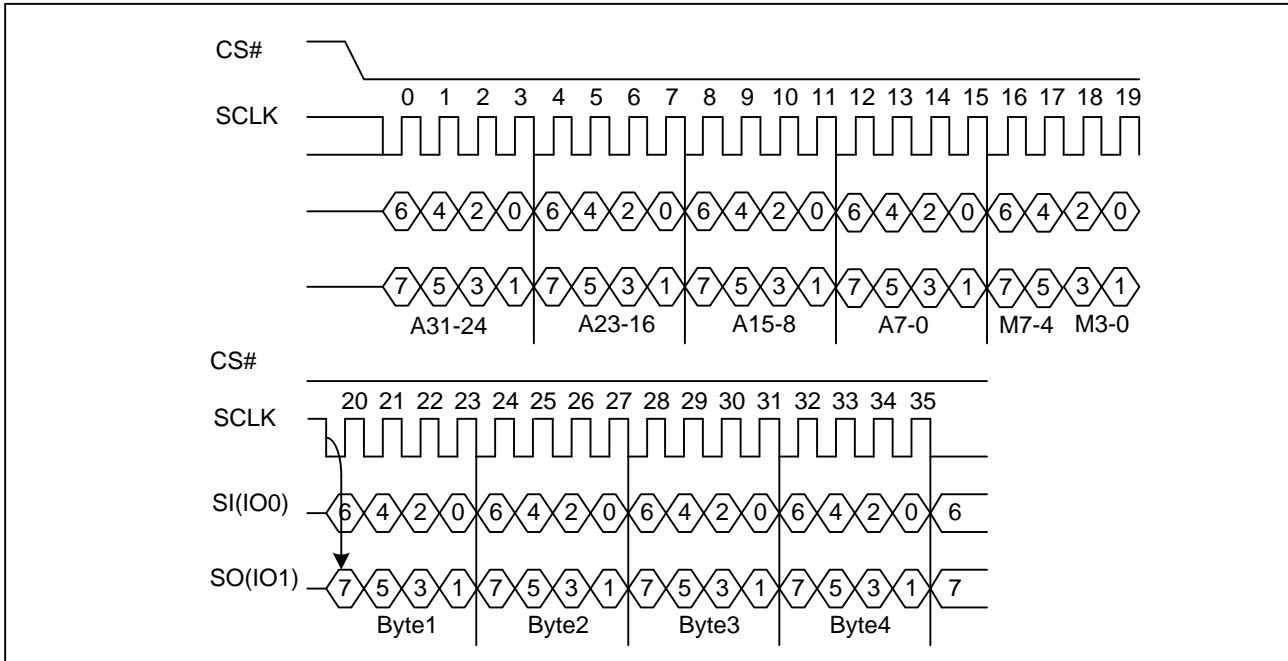 CS#
0 1 2 3 4 5 6 7 8 9 10 11 12 13 14 15 16 17 18 19
SCLK
6 4 2 0 6 4 2 0 6 4 2 0 6 4 2 0 6 4 2 0
7 5 3 1 7 5 3 1 7 5 3 1 7 5 3 1 7 5 3 1
A31-24 A23-16 A15-8 A7-0 M7-4 M3-0
CS#
20 21 22 23 24 25 26 27 28 29 30 31 32 33 34 35
SCLK
SI(IO0) 6 4 2 0 6 4 2 0 6 4 2 0 6 4 2 0 6
SO(IO1) 7 5 3 1 7 5 3 1 7 5 3 1 7 5 3 1 7
Byte1 Byte2 Byte3 Byte4